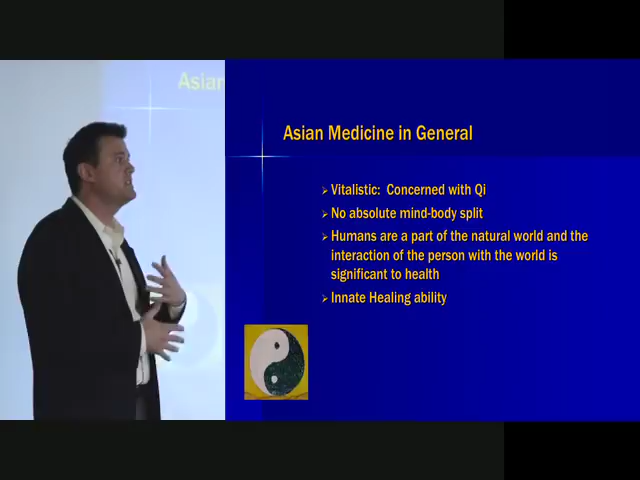 Asian
Asian Medicine in General
Vitalistic: Concerned with Qi
No absolute mind-body split
Humans are a part of the natural world and the
interaction of the person with the world is
significant to health
Innate Healing ability